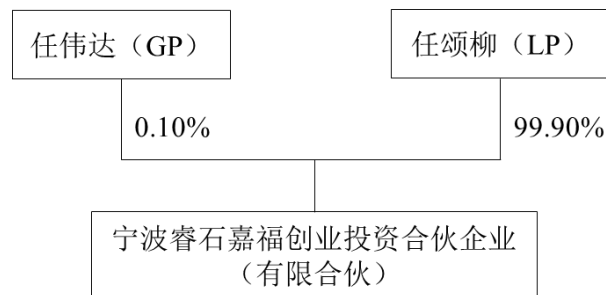 任伟达（GP）
任颂柳（LP）
0.10%
99.90%
宁波睿石嘉福创业投资合伙企业
（有限合伙）